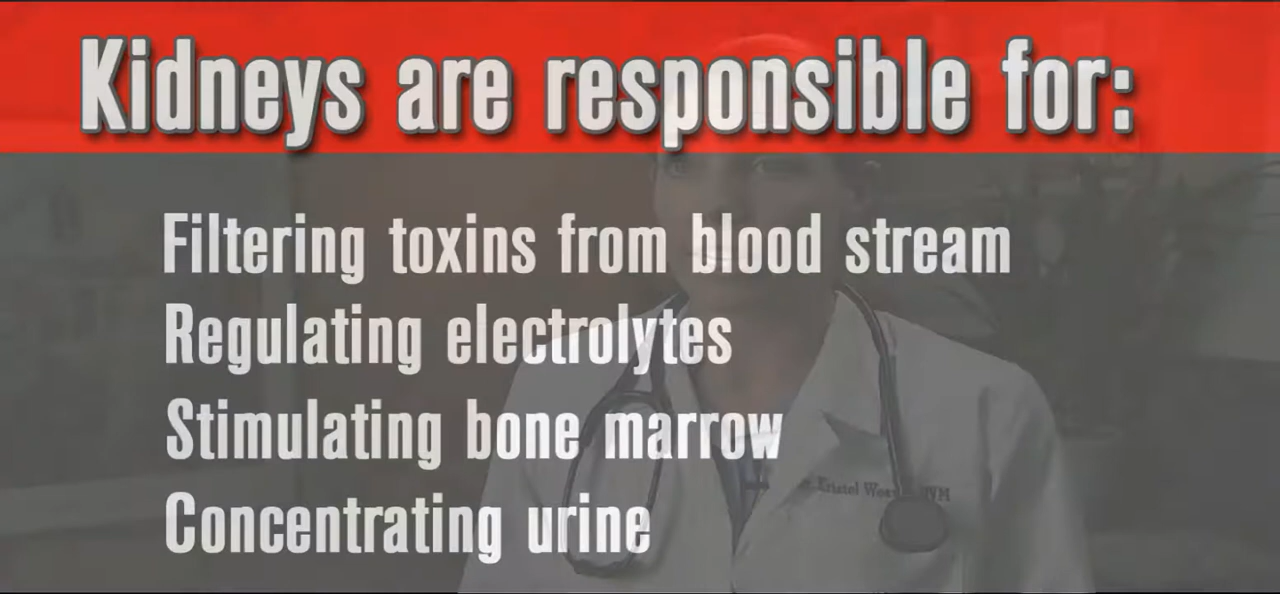 Kidneys are responsible for:
Filtering toxins from blood stream
Regulating electrolytes
Stimulating bone marrow
Concentrating urine